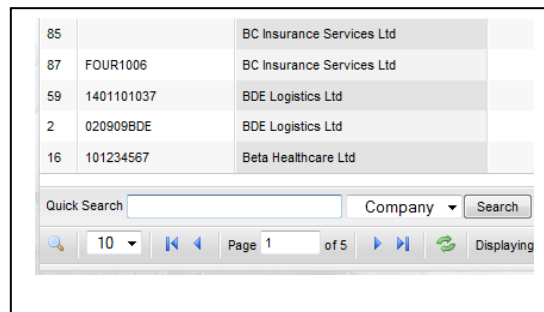 85 BC Insurance Services Ltd
87 FOUR1006 BC Insurance Services Ltd
59 1401101037 BDE Logistics Ltd
2 020909BDE BDE Logistics Ltd
16 101234567 Beta Healthcare Ltd
Quick Search Company Search
10 Page 1 of 5 Displaying